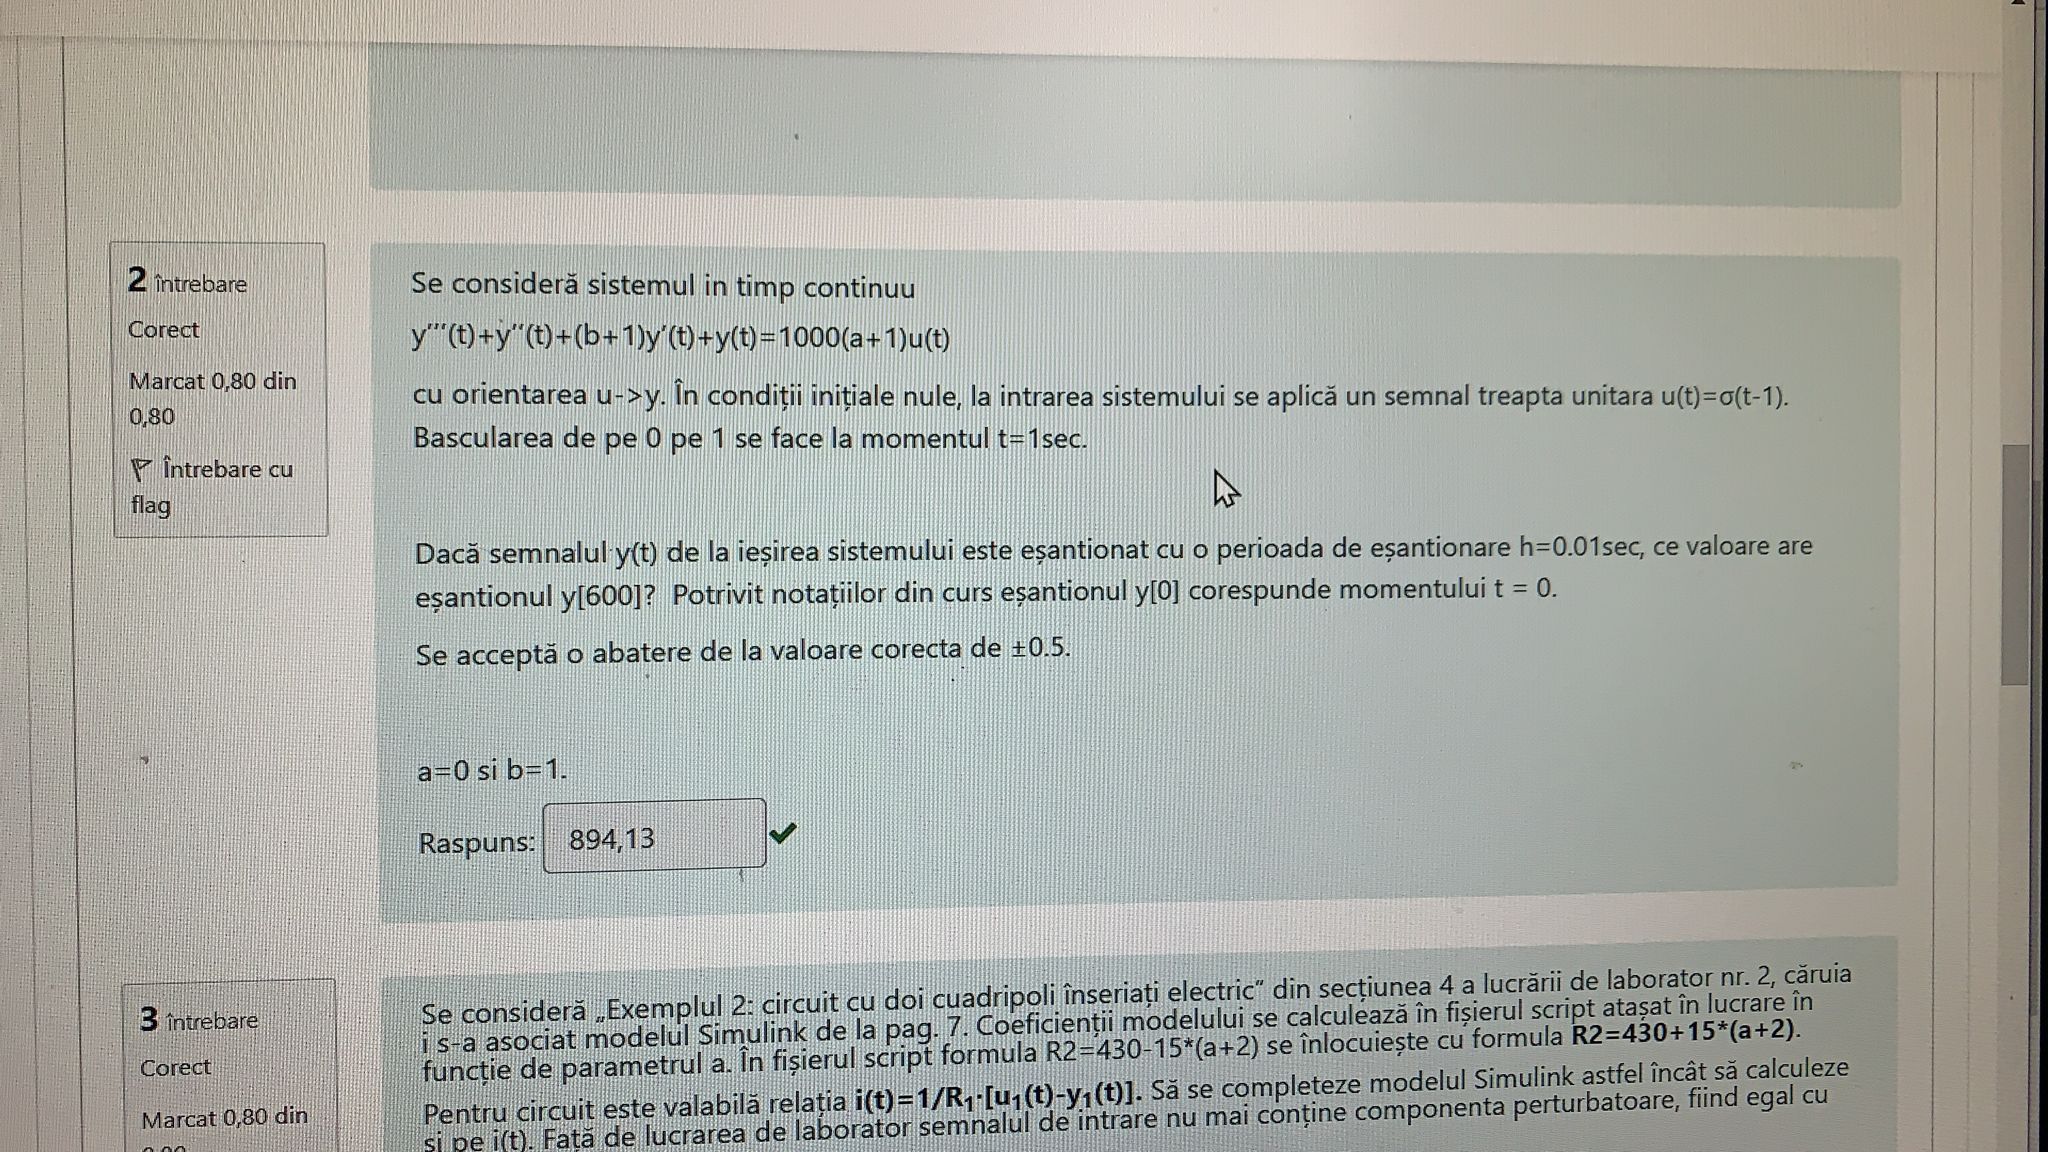 2 întrebare
Corect
Marcat 0,80 din
0,80
Întrebare cu
flag
Se consideră sistemul in timp continuu
y'''(t)+y''(t)+(b+1)y'(t)+y(t)=1000(a+1)u(t)
cu orientarea u->y. În condiții inițiale nule, la intrarea sistemului se aplică un semnal treapta unitara u(t)=σ(t-1).
Bascularea de pe 0 pe 1 se face la momentul t=1sec.
Dacă semnalul y(t) de la ieșirea sistemului este eșantionat cu o perioada de eșantionare h=0.01sec, ce valoare are
eșantionul y[600]? Potrivit notațiilor din curs eșantionul y[0] corespunde momentului t = 0.
Se acceptă o abatere de la valoare corecta de ±0.5.
a=0 si b=1.
Raspuns: 894,13
3 întrebare
Corect
Marcat 0,80 din
Se consideră „Exemplul 2: circuit cu doi cuadripoli înseriați electric" din secțiunea 4 a lucrării de laborator nr. 2, căruia
i s-a asociat modelul Simulink de la pag. 7. Coeficienții modelului se calculează în fișierul script atașat în lucrare în
funcție de parametrul a. În fișierul script formula R2=430-15*(a+2) se înlocuiește cu formula R2=430+15*(a+2).
Pentru circuit este valabilă relația i(t)=1/R₁·[u₁(t)-y₁(t)]. Să se completeze modelul Simulink astfel încât să calculeze
și pe i(t). Față de lucrarea de laborator semnalul de intrare nu mai conține componenta perturbatoare, fiind egal cu